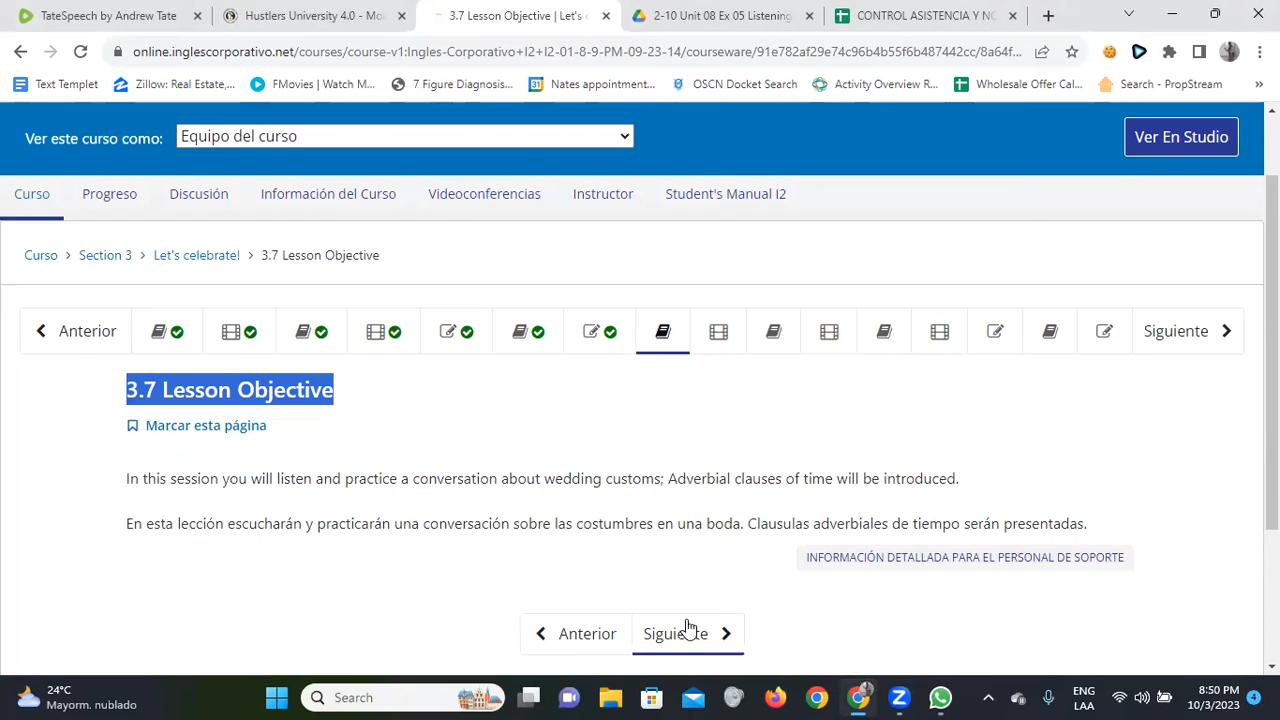 TateSpeech by Andrew Tate
Hustlers University 4.0 - Mo
3.7 Lesson Objective | Let's c
2-10 Unit 08 Ex 05 Listening
CONTROL ASISTENCIA Y NO
online.inglescorporativo.net/courses/course-v1:Ingles-Corporativo+I2+I2-01-8-9-PM-09-23-14/courseware/91e782af29e74c96b4b55f6b487442cc/8a64f...
Text Templet
Zillow: Real Estate,...
FMovies | Watch M...
7 Figure Diagnosis...
Nates appointment...
OSCN Docket Search
Activity Overview R...
Wholesale Offer Cal...
Search - PropStream
Ver este curso como:
Equipo del curso
Ver En Studio
Curso
Progreso
Discusión
Información del Curso
Videoconferencias
Instructor
Student's Manual I2
Curso > Section 3 > Let's celebrate! > 3.7 Lesson Objective
Anterior
Siguiente
3.7 Lesson Objective
Marcar esta página
In this session you will listen and practice a conversation about wedding customs; Adverbial clauses of time will be introduced.
En esta lección escucharán y practicarán una conversación sobre las costumbres en una boda. Clausulas adverbiales de tiempo serán presentadas.
INFORMACIÓN DETALLADA PARA EL PERSONAL DE SOPORTE
Anterior
Siguiente
24°C
Mayorm. nublado
Search
ENG
LAA
8:50 PM
10/3/2023